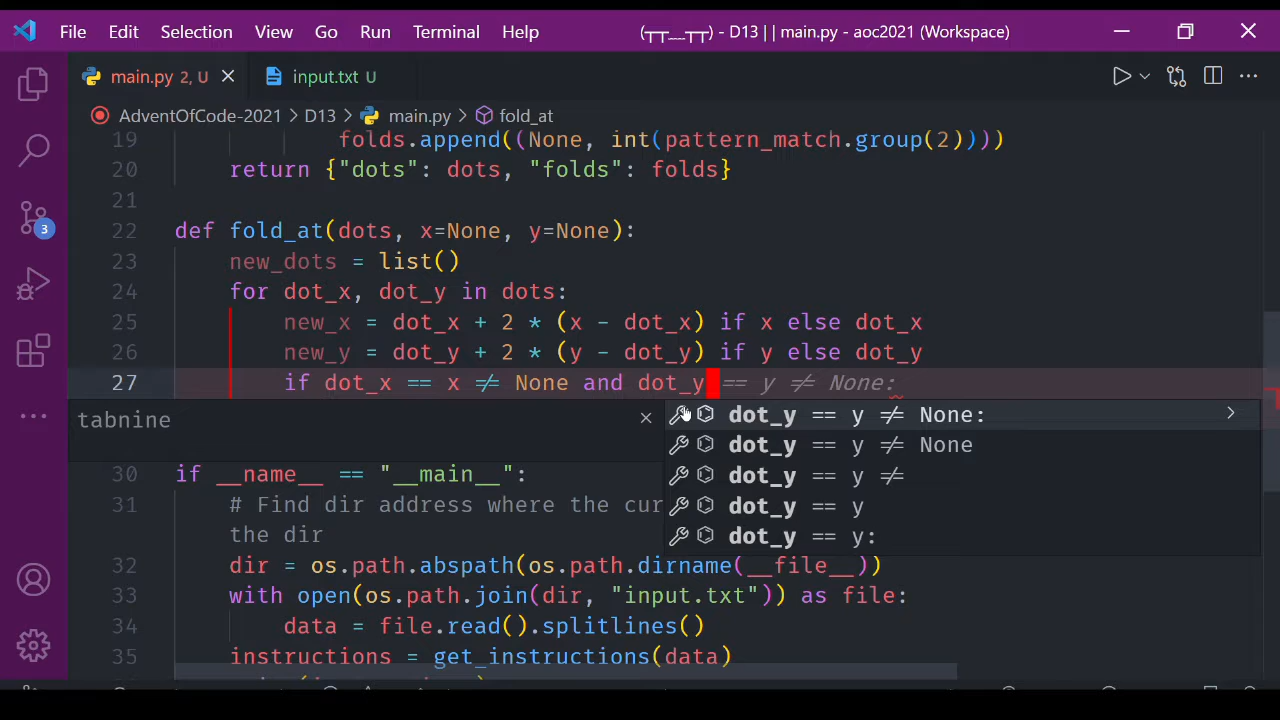 File Edit Selection View Go Run Terminal Help (┬┬__┬┬) - D13 | | main.py - aoc2021 (Workspace)
main.py 2, U input.txt U
AdventOfCode-2021 > D13 > main.py > fold_at
19 folds.append((None, int(pattern_match.group(2))))
20 return {"dots": dots, "folds": folds}
21
22 def fold_at(dots, x=None, y=None):
23 new_dots = list()
24 for dot_x, dot_y in dots:
25 new_x = dot_x + 2 * (x - dot_x) if x else dot_x
26 new_y = dot_y + 2 * (y - dot_y) if y else dot_y
3
27 if dot_x == x ≠ None and dot_y == y ≠ None:
tabnine
dot_y == y ≠ None:
dot_y == y ≠ None
dot_y == y ≠
dot_y == y
dot_y == y:
30 if __name__ == "__main__":
31 # Find dir address where the cur
the dir
32 dir = os.path.abspath(os.path.dirname(__file__))
33 with open(os.path.join(dir, "input.txt")) as file:
34 data = file.read().splitlines()
35 instructions = get_instructions(data)